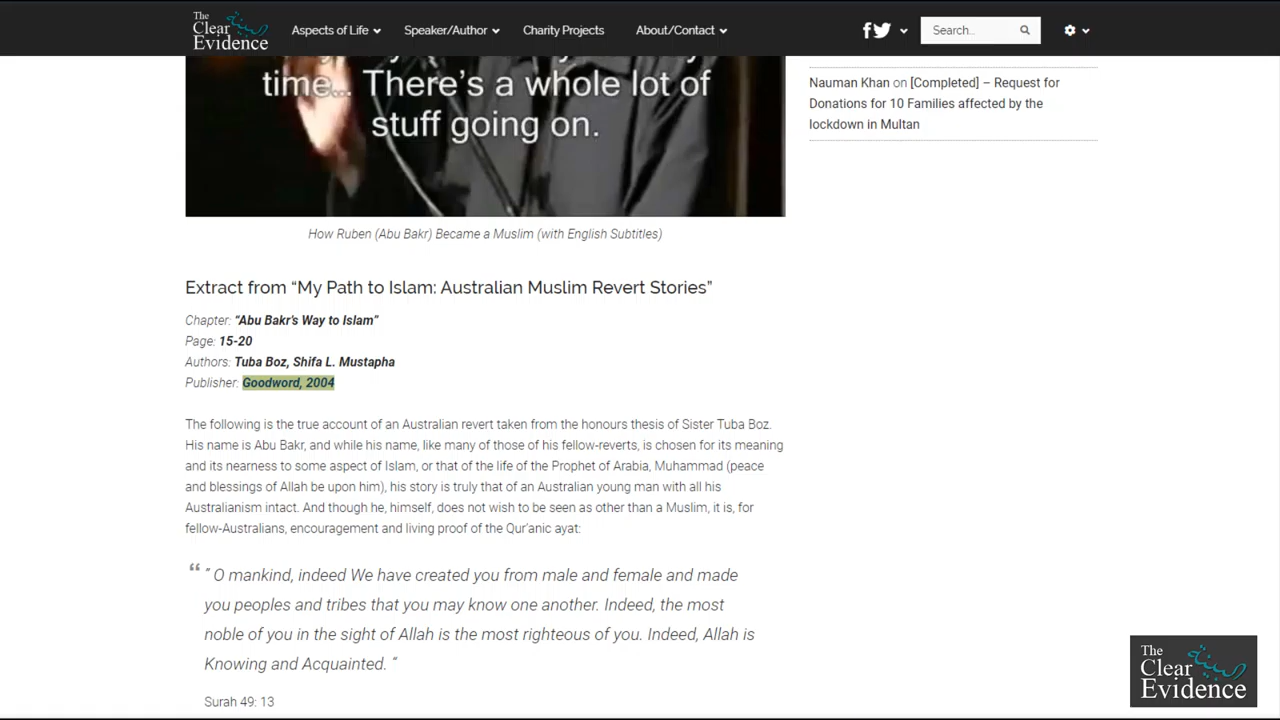 The
Clear
Evidence
Aspects of Life
Speaker/Author
Charity Projects
About/Contact
Search...
time... There's a whole lot of
stuff going on.
How Ruben (Abu Bakr) Became a Muslim (with English Subtitles)
Nauman Khan on [Completed] – Request for
Donations for 10 Families affected by the
lockdown in Multan
Extract from “My Path to Islam: Australian Muslim Revert Stories”
Chapter: “Abu Bakr’s Way to Islam”
Page: 15-20
Authors: Tuba Boz, Shifa L. Mustapha
Publisher: Goodword, 2004
The following is the true account of an Australian revert taken from the honours thesis of Sister Tuba Boz.
His name is Abu Bakr, and while his name, like many of those of his fellow-reverts, is chosen for its meaning
and its nearness to some aspect of Islam, or that of the life of the Prophet of Arabia, Muhammad (peace
and blessings of Allah be upon him), his story is truly that of an Australian young man with all his
Australianism intact. And though he, himself, does not wish to be seen as other than a Muslim, it is, for
fellow-Australians, encouragement and living proof of the Qur’anic ayat:
“ ” O mankind, indeed We have created you from male and female and made
you peoples and tribes that you may know one another. Indeed, the most
noble of you in the sight of Allah is the most righteous of you. Indeed, Allah is
Knowing and Acquainted. “
Surah 49: 13
The
Clear
Evidence